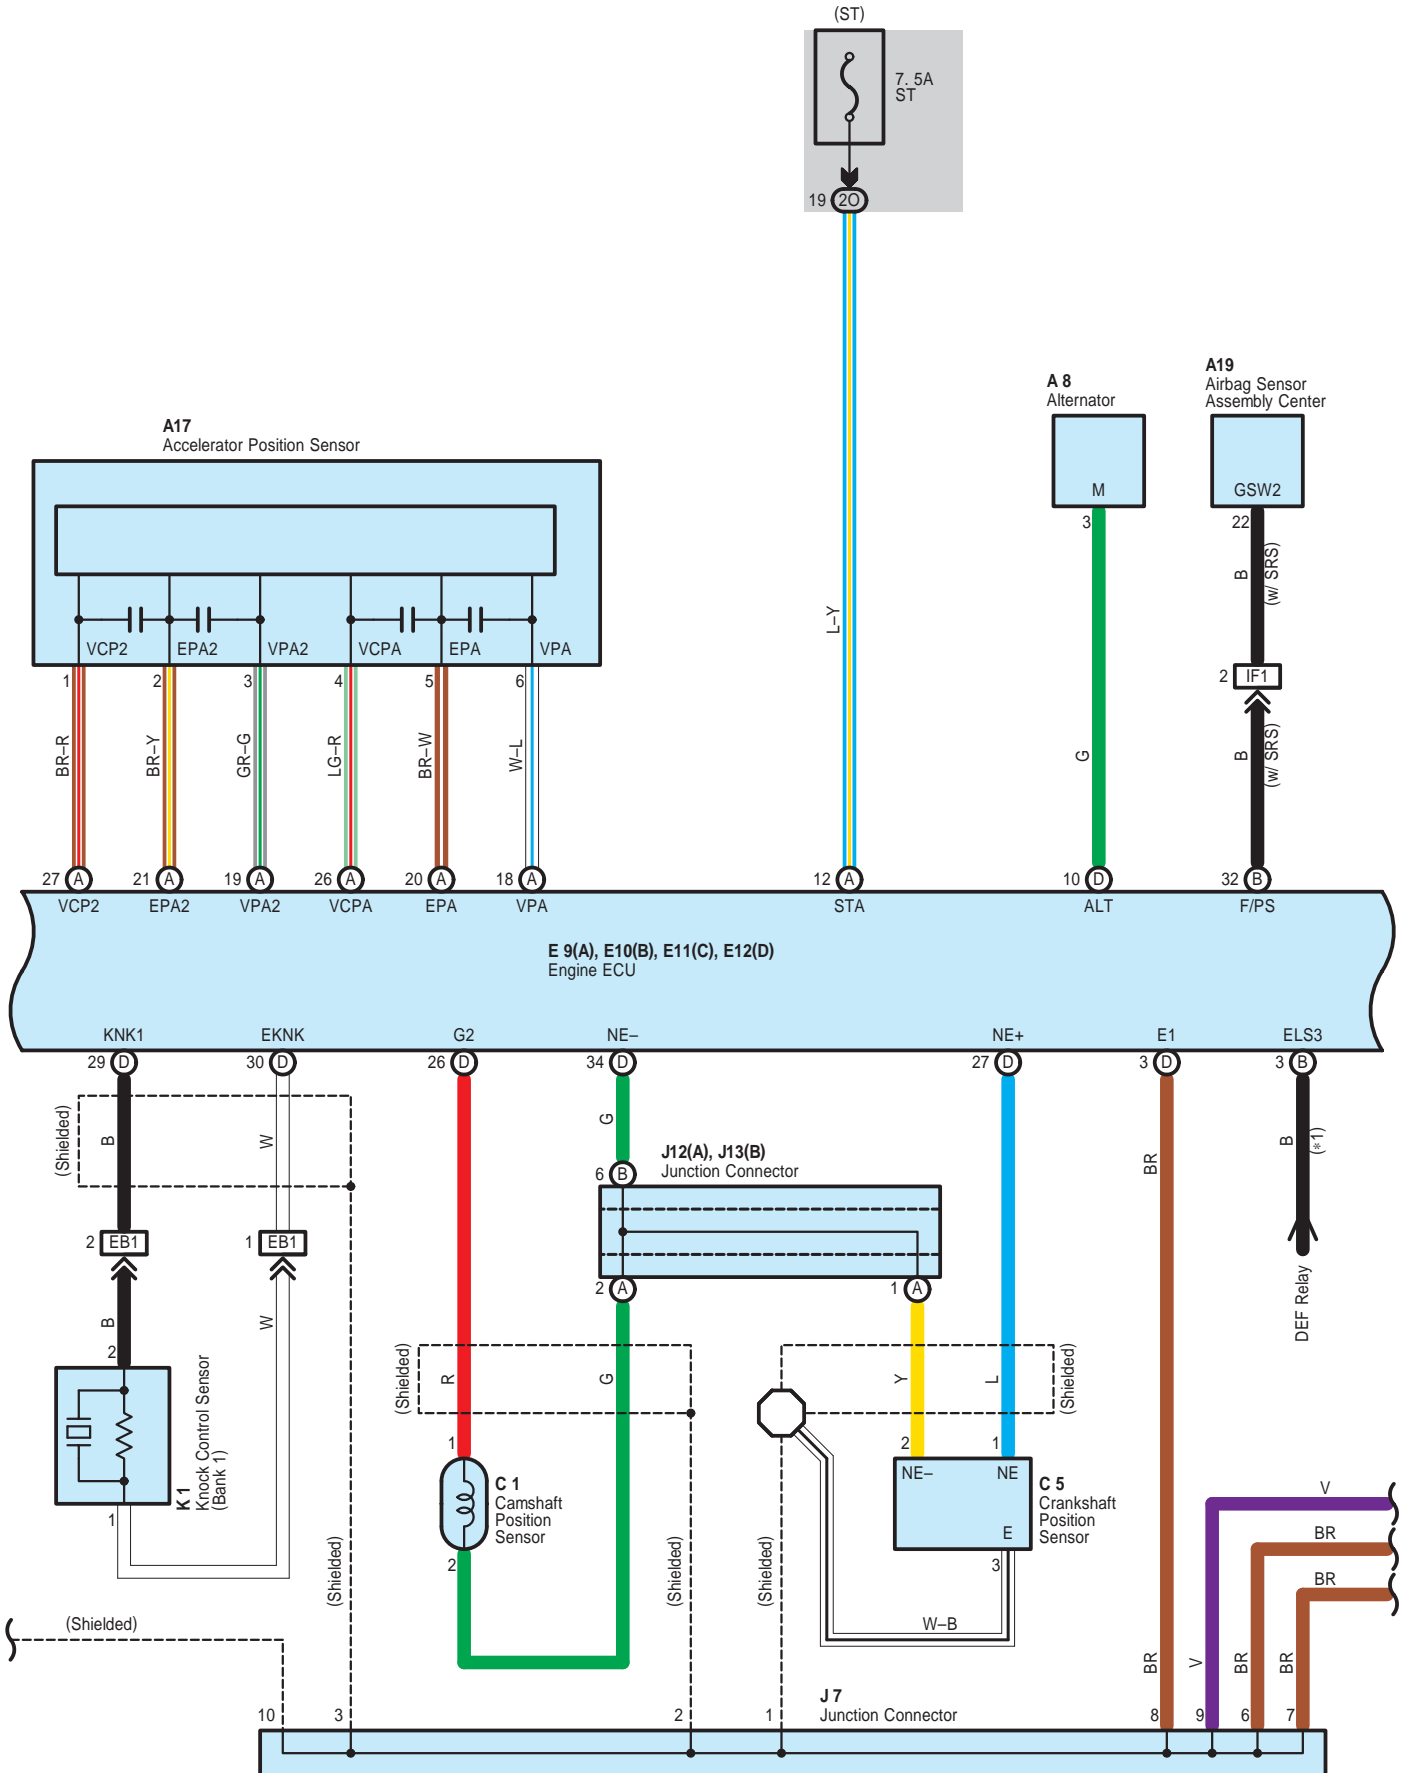 (ST)
7. 5A
ST
19 2O
A17
Accelerator Position Sensor
A 8
Alternator
A19
Airbag Sensor
Assembly Center
M
GSW2
3
22
B
(w/ SRS)
L–Y
VCP2
EPA2
VPA2
VCPA
EPA
VPA
1
2
3
4
5
6
2 IF1
BR–R
BR–Y
GR–G
LG–R
BR–W
W–L
G
B
(w/ SRS)
27 A
21 A
19 A
26 A
20 A
18 A
12 A
10 D
32 B
VCP2
EPA2
VPA2
VCPA
EPA
VPA
STA
ALT
F/PS
E 9(A), E10(B), E11(C), E12(D)
Engine ECU
KNK1
EKNK
G2
NE–
NE+
E1
ELS3
29 D
30 D
26 D
34 D
27 D
3 D
3 B
(Shielded)
B
W
G
BR
B
(*1)
J12(A), J13(B)
Junction Connector
6 B
2 EB1
1 EB1
2 A
1 A
DEF Relay
B
W
2
(Shielded)
R
G
Y
L
(Shielded)
1
2
1
K 1
Knock Control Sensor
(Bank 1)
1
C 1
Camshaft
Position
Sensor
2
NE–
NE
E
3
C 5
Crankshaft
Position
Sensor
V
BR
BR
(Shielded)
(Shielded)
(Shielded)
(Shielded)
W–B
BR
V
BR
BR
J 7
Junction Connector
10
3
2
1
8
9
6
7